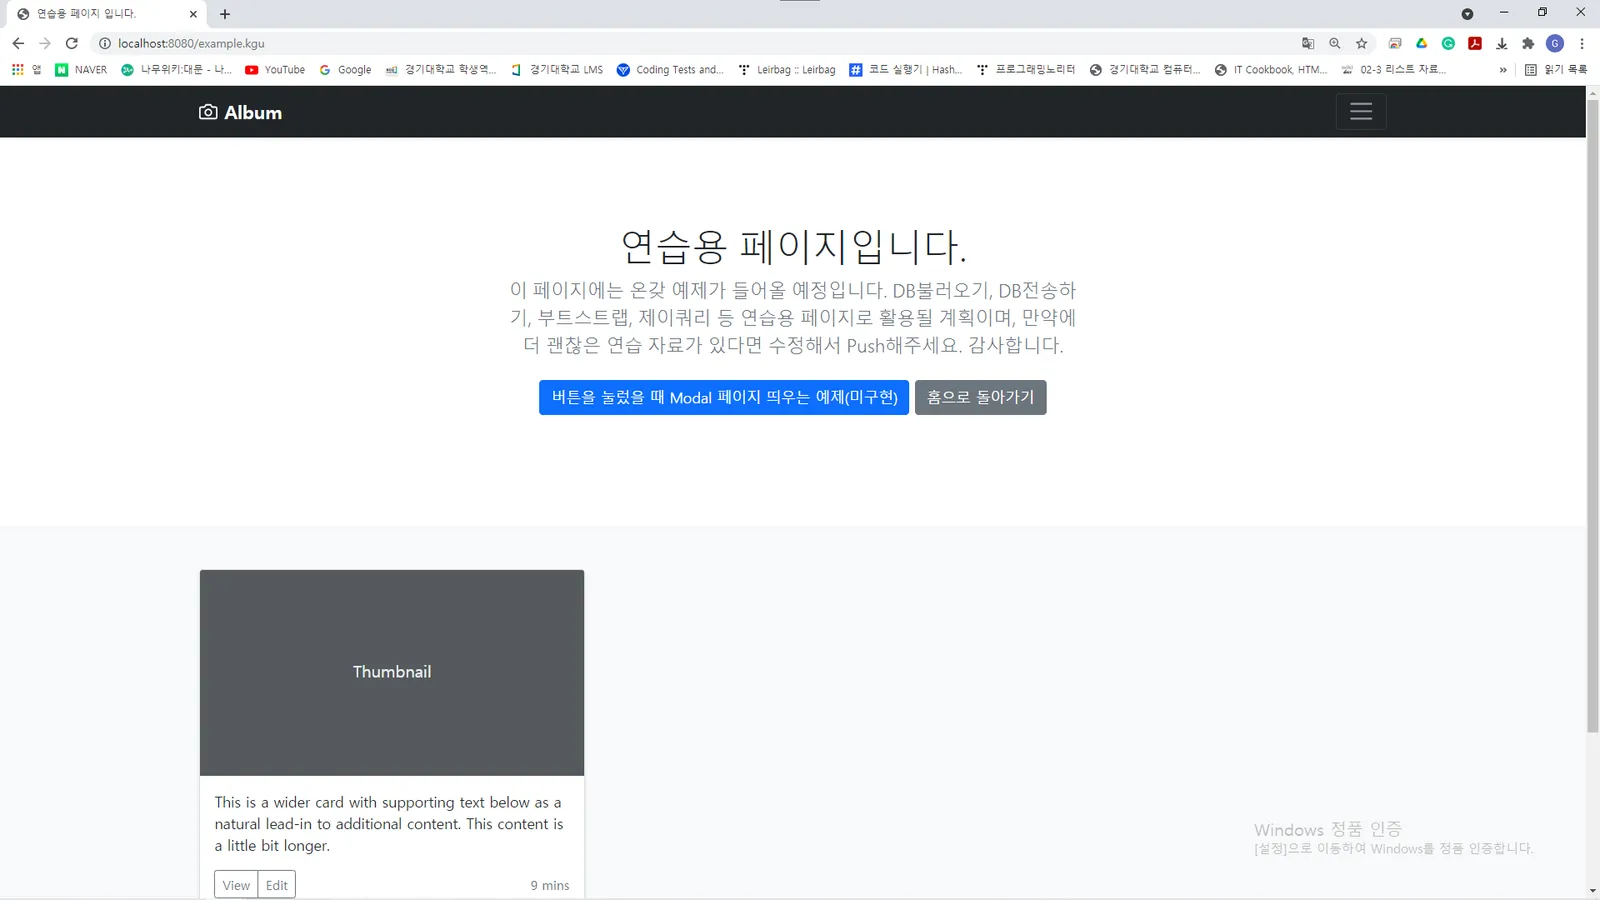 연습용 페이지 입니다.
localhost:8080/example.kgu
G
앱 NAVER 나무위키:대문 - 나... YouTube Google 경기대학교 학생역... 경기대학교 LMS Coding Tests and... Leirbag :: Leirbag 코드 실행기 | Hash... 프로그래밍노리터 경기대학교 컴퓨터... IT Cookbook, HTM... 02-3 리스트 자료... » 읽기 목록
Album
연습용 페이지입니다.
이 페이지에는 온갖 예제가 들어올 예정입니다. DB불러오기, DB전송하
기, 부트스트랩, 제이쿼리 등 연습용 페이지로 활용될 계획이며, 만약에
더 괜찮은 연습 자료가 있다면 수정해서 Push해주세요. 감사합니다.
버튼을 눌렀을 때 Modal 페이지 띄우는 예제(미구현) 홈으로 돌아가기
Thumbnail
This is a wider card with supporting text below as a
natural lead-in to additional content. This content is
a little bit longer.
View Edit 9 mins
Windows 정품 인증
[설정]으로 이동하여 Windows를 정품 인증합니다.